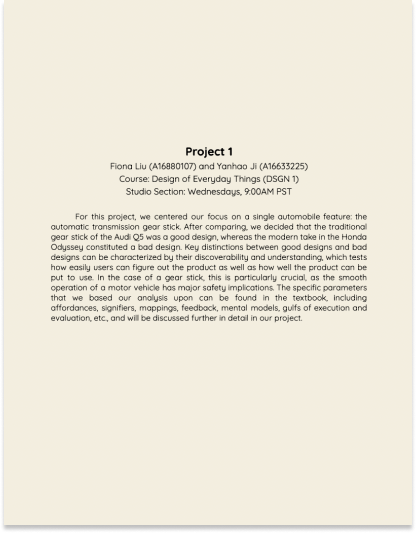 Project 1
Fiona Liu (A16880107) and Yanhao Ji (A16633225)
Course: Design of Everyday Things (DSGN 1)
Studio Section: Wednesdays, 9:00AM PST
For this project, we centered our focus on a single automobile feature: the
automatic transmission gear stick. After comparing, we decided that the traditional
gear stick of the Audi Q5 was a good design, whereas the modern take in the Honda
Odyssey constituted a bad design. Key distinctions between good designs and bad
designs can be characterized by their discoverability and understanding, which tests
how easily users can figure out the product as well as how well the product can be
put to use. In the case of a gear stick, this is particularly crucial, as the smooth
operation of a motor vehicle has major safety implications. The specific parameters
that we based our analysis upon can be found in the textbook, including
affordances, signifiers, mappings, feedback, mental models, gulfs of execution and
evaluation, etc., and will be discussed further in detail in our project.